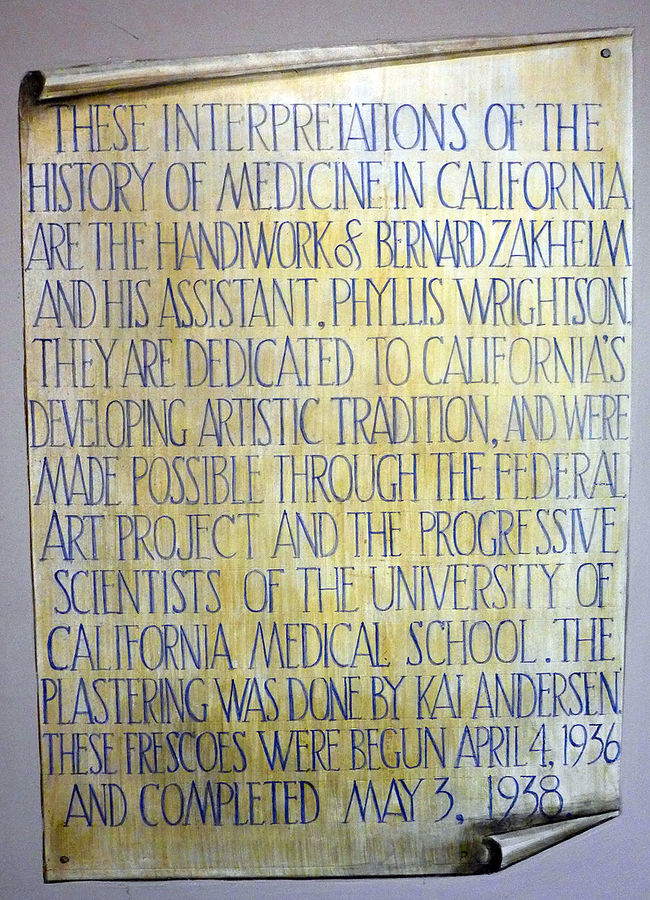 THESE INTERPRETATIONS OF THE
HISTORY OF MEDICINE IN CALIFORNIA
ARE THE HANDIWORK of BERNARD ZAKHEIM
AND HIS ASSISTANT, PHYLLIS WRIGHTSON.
THEY ARE DEDICATED TO CALIFORNIA'S
DEVELOPING ARTISTIC TRADITION, AND WERE
MADE POSSIBLE THROUGH THE FEDERAL
ART PROJECT AND THE PROGRESSIVE
SCIENTISTS OF THE UNIVERSITY OF
CALIFORNIA MEDICAL SCHOOL. THE
PLASTERING WAS DONE BY KAI ANDERSEN.
THESE FRESCOES WERE BEGUN APRIL 4, 1936
AND COMPLETED MAY 3, 1938.